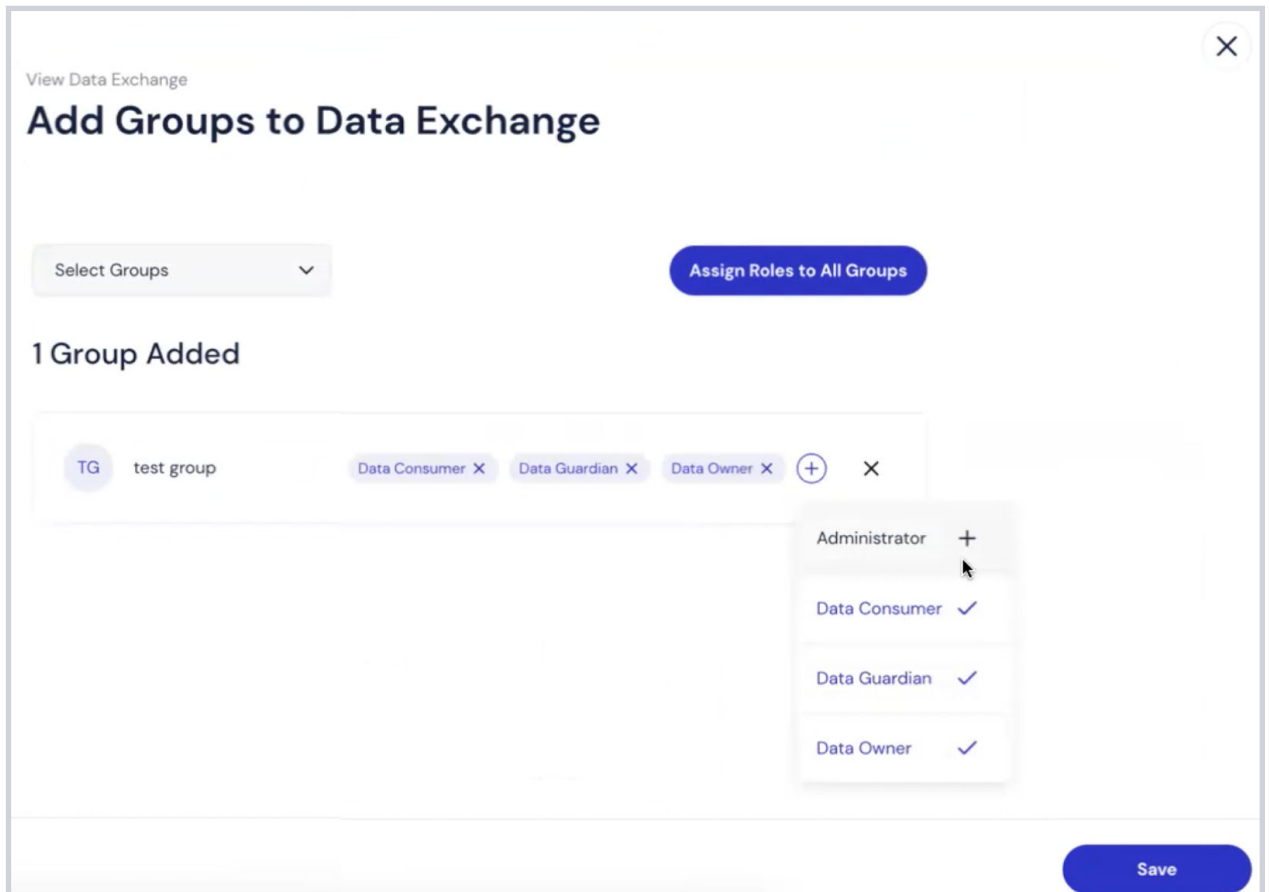 View Data Exchange
Add Groups to Data Exchange
Select Groups
Assign Roles to All Groups
1 Group Added
TG
test group
Data Consumer
Data Guardian
Data Owner
Administrator
Data Consumer
Data Guardian
Data Owner
Save